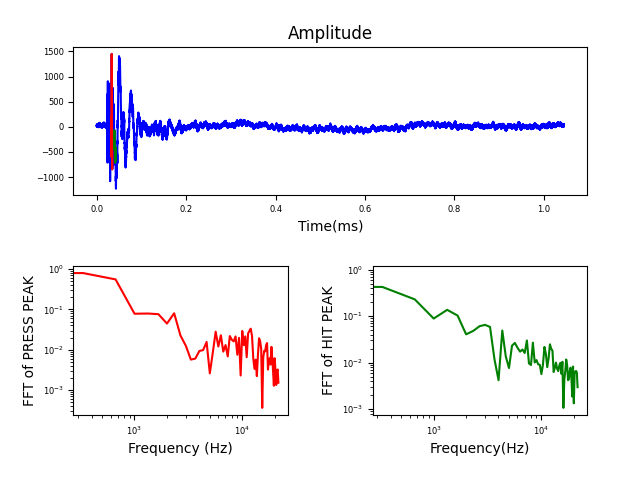 Amplitude
1500
1000
500
0
−500
−1000
0.0 0.2 0.4 0.6 0.8 1.0
Time(ms)
FFT of PRESS PEAK
10⁰
10⁻¹
10⁻²
10⁻³
10³ 10⁴
Frequency (Hz)
FFT of HIT PEAK
10⁰
10⁻¹
10⁻²
10⁻³
10³ 10⁴
Frequency(Hz)